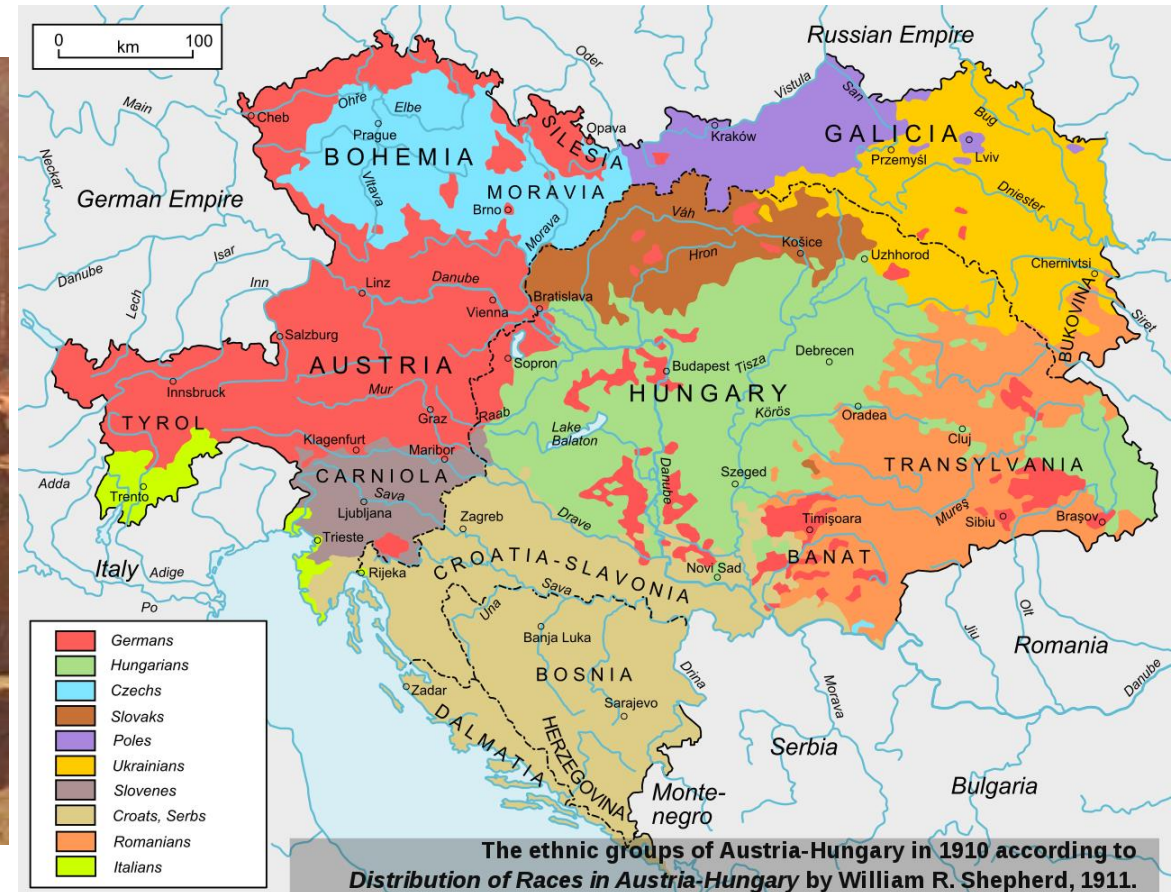 0 km 100
Russian Empire
Oder
Vistula
San
Main
Ohře
Elbe
Cheb
Prague
SILESIA
Opava
Kraków
GALICIA
Bug
Przemyśl
Lviv
BOHEMIA
Neckar
Vltava
MORAVIA
Brno
Dniester
German Empire
Morava
Váh
Hron
Košice
Uzhhorod
Chernivtsi
Danube
Isar
Lech
Inn
Linz
Danube
Vienna
Bratislava
BUKOVINA
Siret
Salzburg
AUSTRIA
Sopron
Budapest
Tisza
Debrecen
Innsbruck
Mur
HUNGARY
TYROL
Graz
Raab
Körös
Oradea
Lake
Balaton
Cluj
Klagenfurt
Maribor
CARNIOLA
Szeged
TRANSYLVANIA
Adda
Trento
Sava
Ljubljana
Danube
Mureş
Drave
Zagreb
Timişoara
Sibiu
Braşov
Trieste
BANAT
Italy
Adige
Rijeka
CROATIA-SLAVONIA
Novi Sad
Po
Sava
Una
Banja Luka
Jiu
Olt
Romania
BOSNIA
Drina
Morava
Danube
Zadar
Sarajevo
DALMATIA
HERZEGOVINA
Serbia
Monte-
negro
Bulgaria
Germans
Hungarians
Czechs
Slovaks
Poles
Ukrainians
Slovenes
Croats, Serbs
Romanians
Italians
The ethnic groups of Austria-Hungary in 1910 according to
Distribution of Races in Austria-Hungary by William R. Shepherd, 1911.